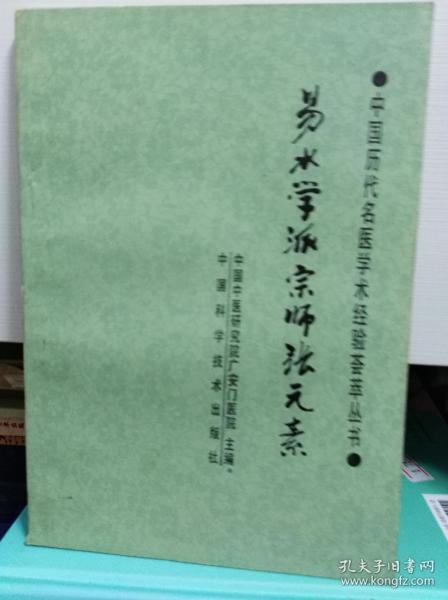 ●中国历代名医学术经验荟萃丛书●
易水学派宗师张元素
中国中医研究院广安门医院 主编
中国科学技术出版社
孔夫子旧书网
www.kongfz.com